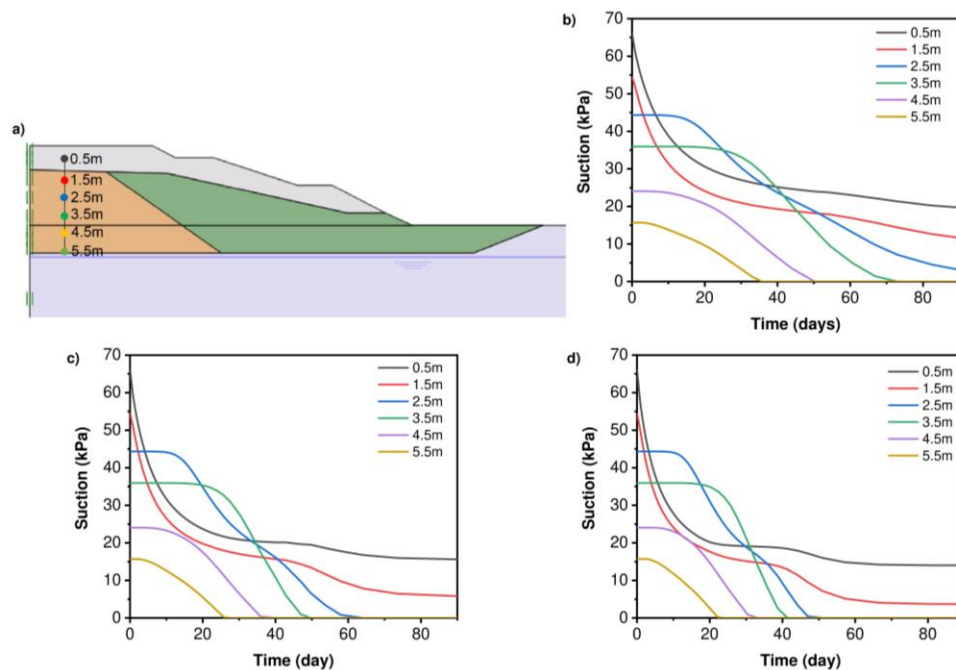 a)
0.5m
1.5m
2.5m
3.5m
4.5m
5.5m
b)
70
60
50
40
30
20
10
0
Suction (kPa)
0 20 40 60 80
Time (days)
0.5m
1.5m
2.5m
3.5m
4.5m
5.5m
c)
70
60
50
40
30
20
10
0
Suction (kPa)
0 20 40 60 80
Time (day)
0.5m
1.5m
2.5m
3.5m
4.5m
5.5m
d)
70
60
50
40
30
20
10
0
Suction (kPa)
0 20 40 60 80
Time (day)
0.5m
1.5m
2.5m
3.5m
4.5m
5.5m